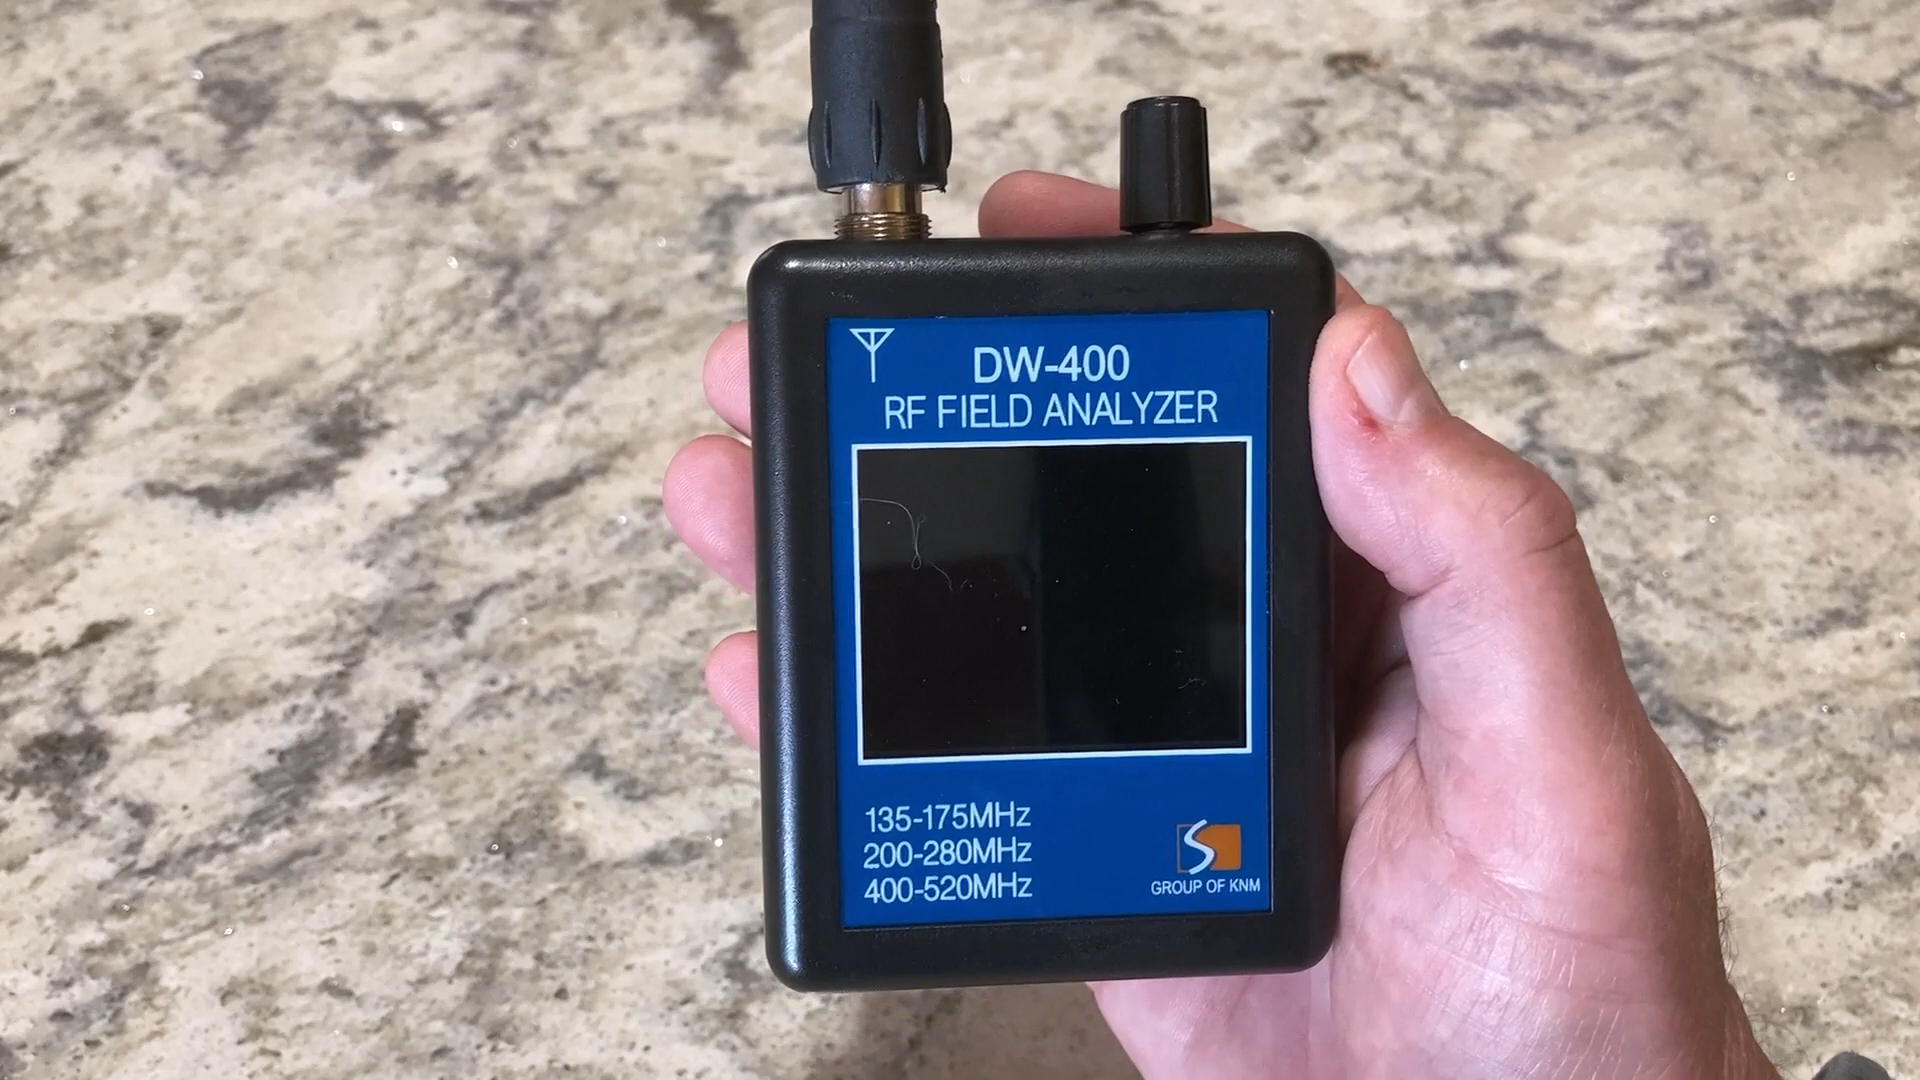 DW-400
RF FIELD ANALYZER
135-175MHz
200-280MHz
400-520MHz
S
GROUP OF KNM